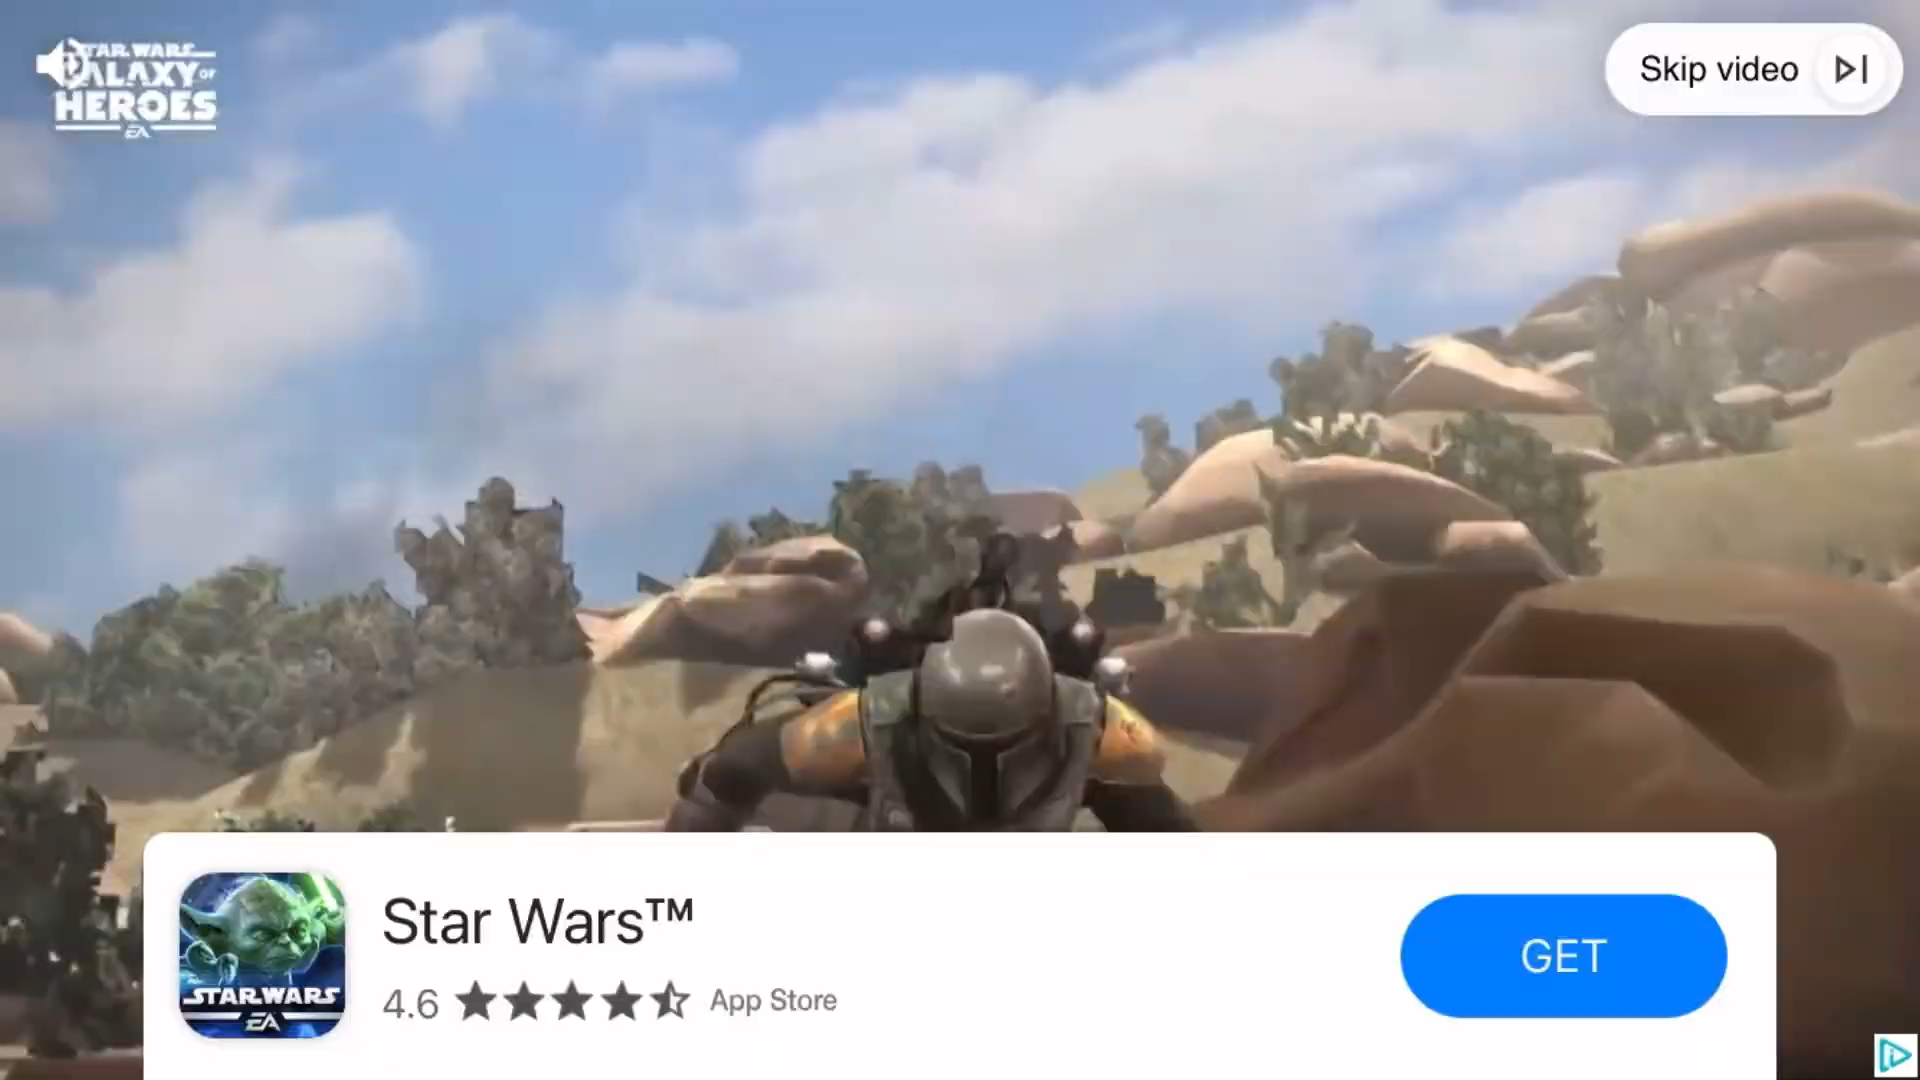 STAR WARS
GALAXY OF
HEROES
EA
Skip video
Star Wars™
4.6
App Store
GET
STAR WARS
EA